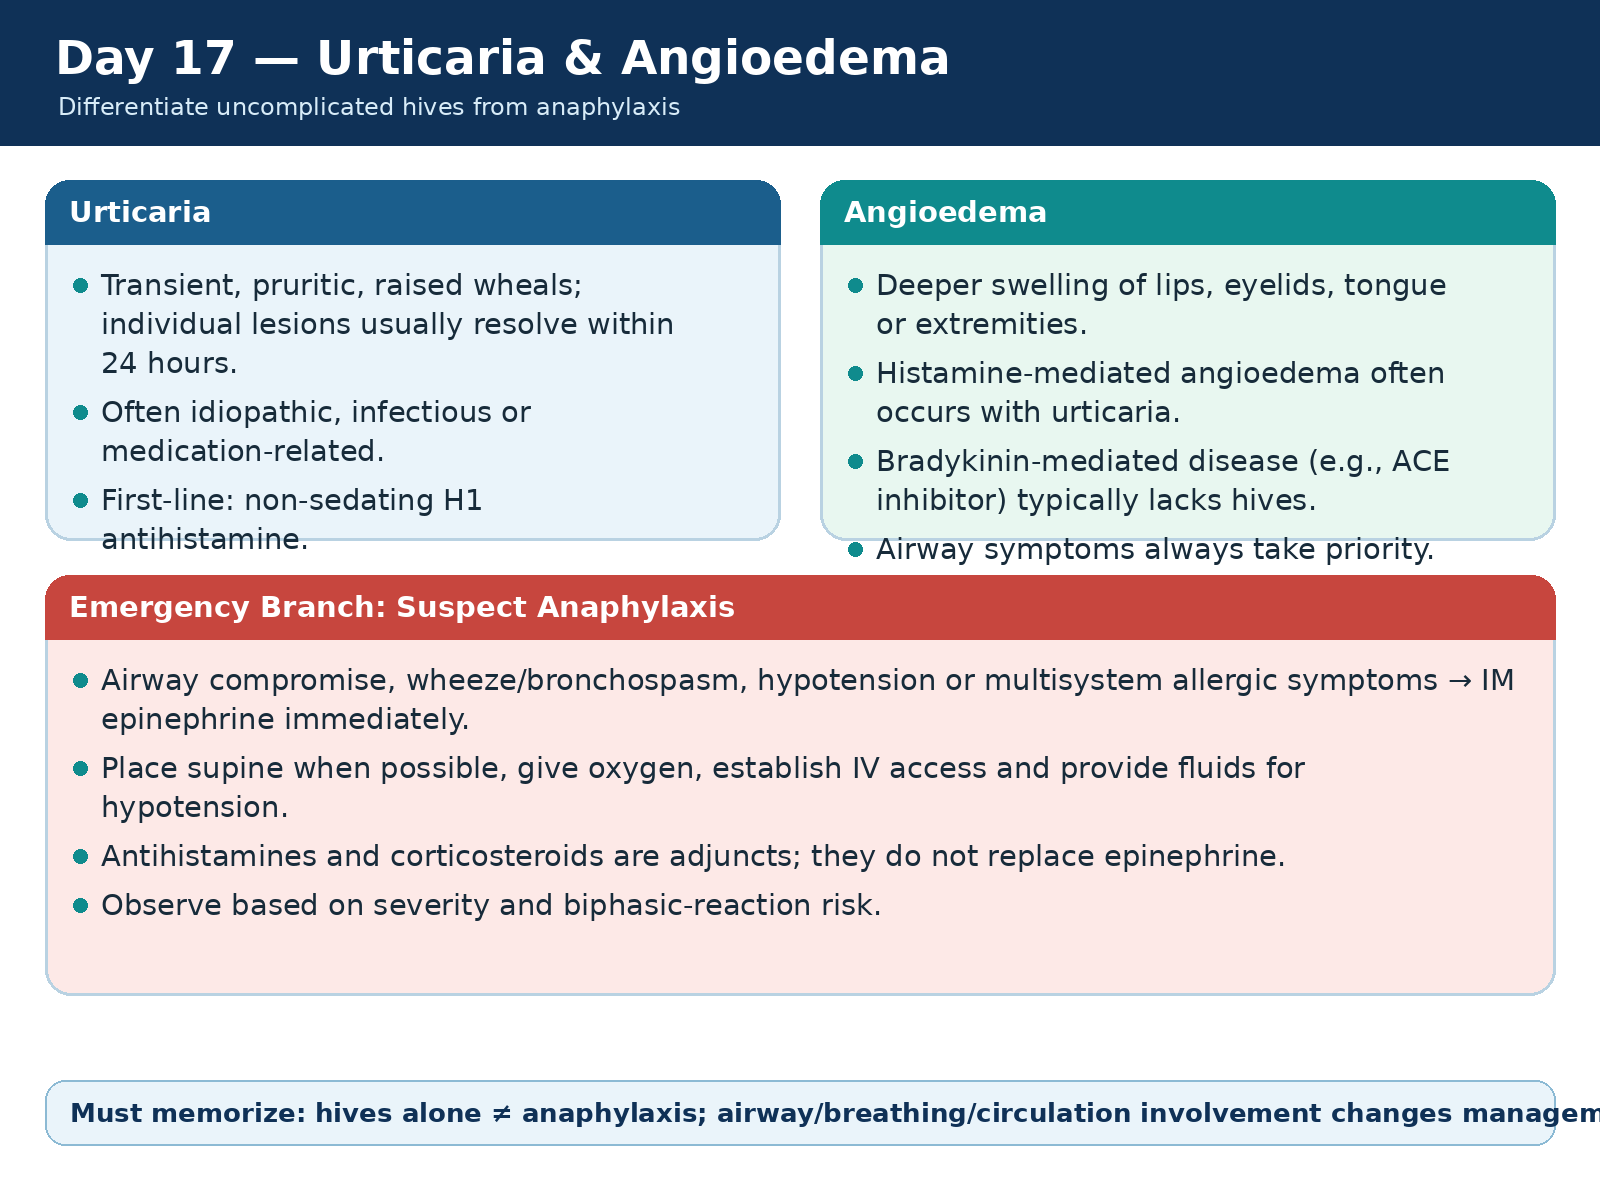 Day 17 — Urticaria & Angioedema
Differentiate uncomplicated hives from anaphylaxis
Urticaria
Transient, pruritic, raised wheals;
individual lesions usually resolve within
24 hours.
Often idiopathic, infectious or
medication-related.
First-line: non-sedating H1
antihistamine.
Angioedema
Deeper swelling of lips, eyelids, tongue
or extremities.
Histamine-mediated angioedema often
occurs with urticaria.
Bradykinin-mediated disease (e.g., ACE
inhibitor) typically lacks hives.
Airway symptoms always take priority.
Emergency Branch: Suspect Anaphylaxis
Airway compromise, wheeze/bronchospasm, hypotension or multisystem allergic symptoms → IM
epinephrine immediately.
Place supine when possible, give oxygen, establish IV access and provide fluids for
hypotension.
Antihistamines and corticosteroids are adjuncts; they do not replace epinephrine.
Observe based on severity and biphasic-reaction risk.
Must memorize: hives alone ≠ anaphylaxis; airway/breathing/circulation involvement changes